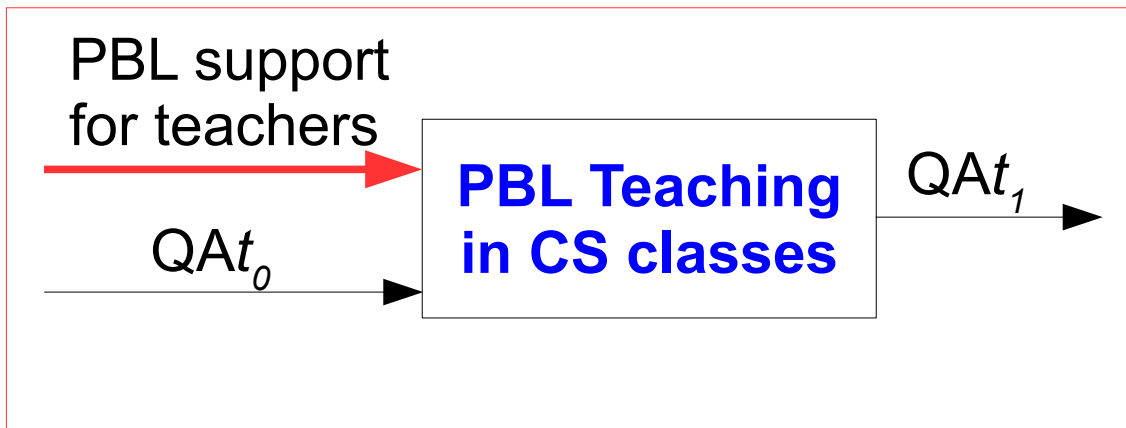 PBL support
for teachers
QAt₀
PBL Teaching
in CS classes
QAt₁